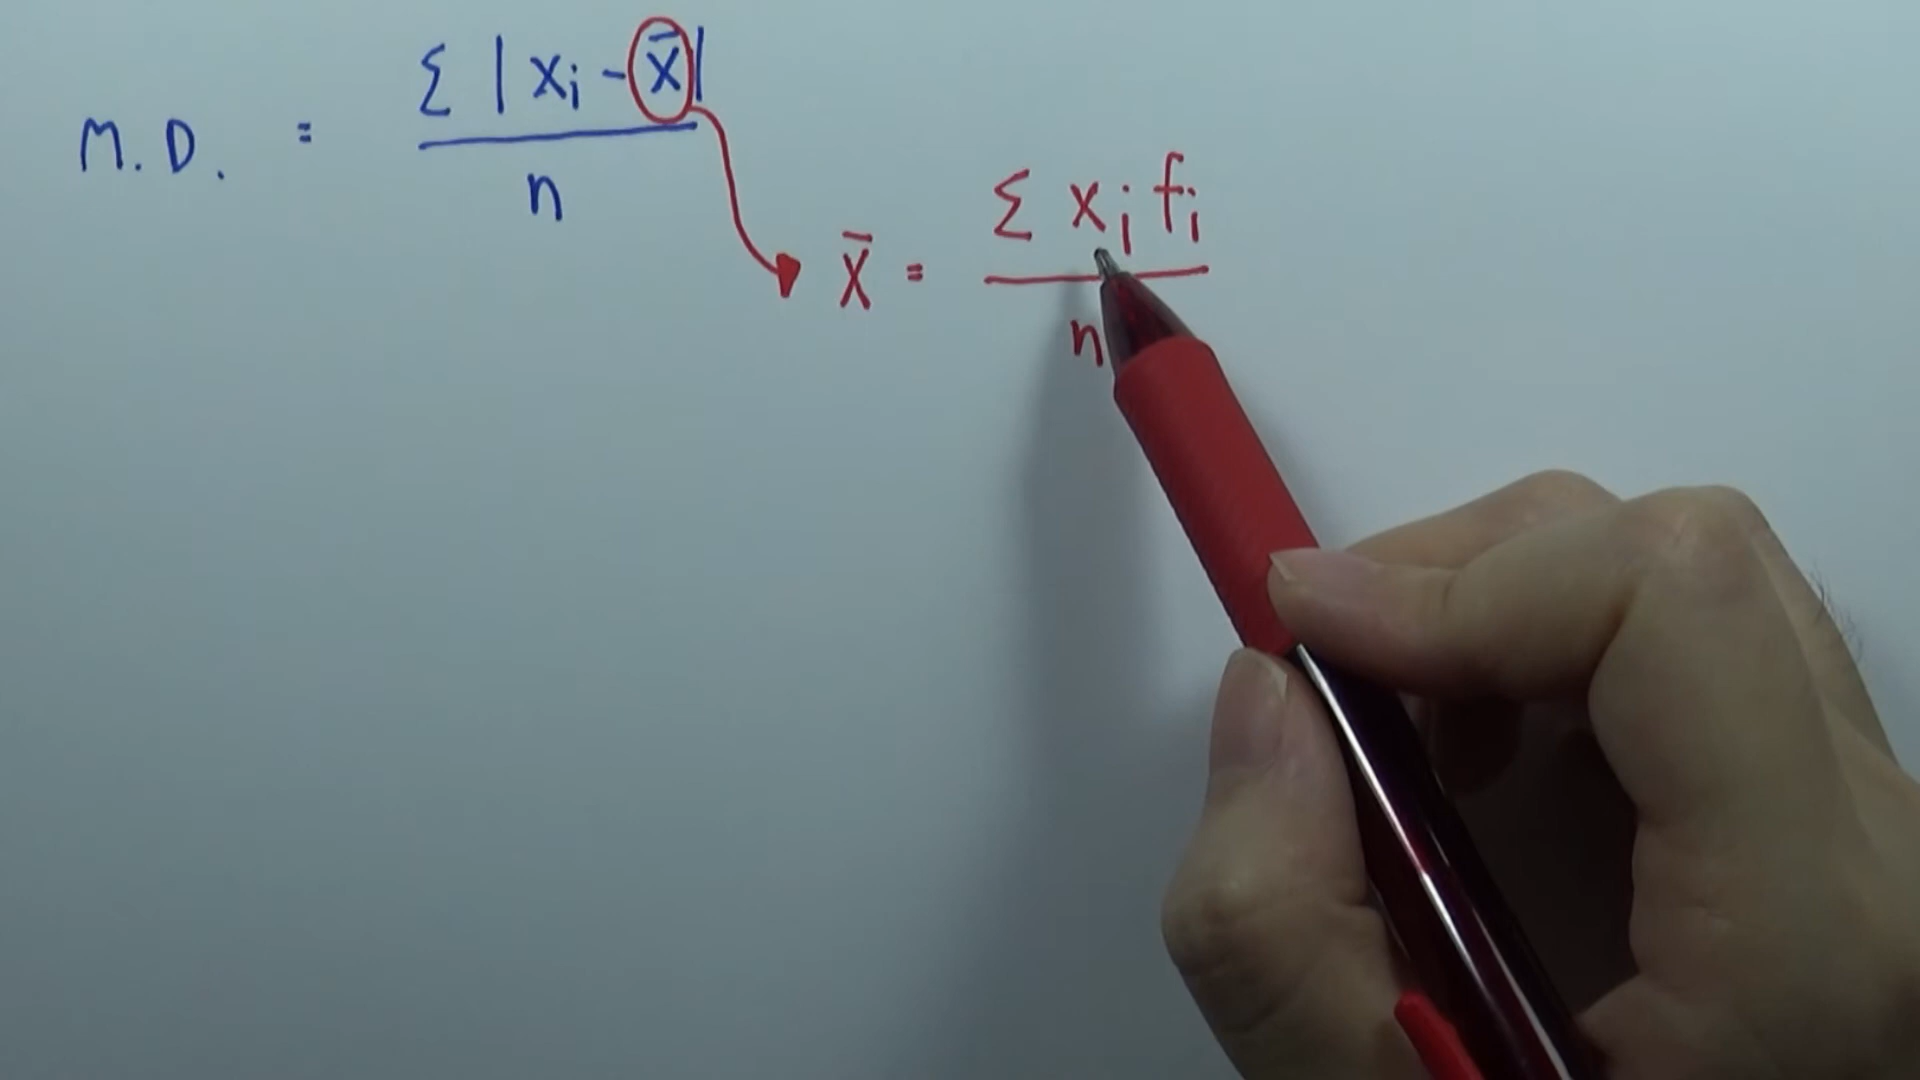 M.D. = Σ | xi - x̄ | / n
x̄ = Σ xi fi / n